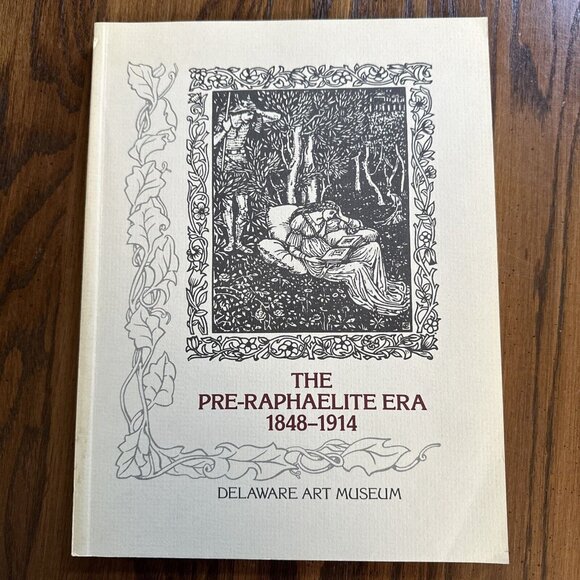 THE
PRE-RAPHAELITE ERA
1848–1914
DELAWARE ART MUSEUM